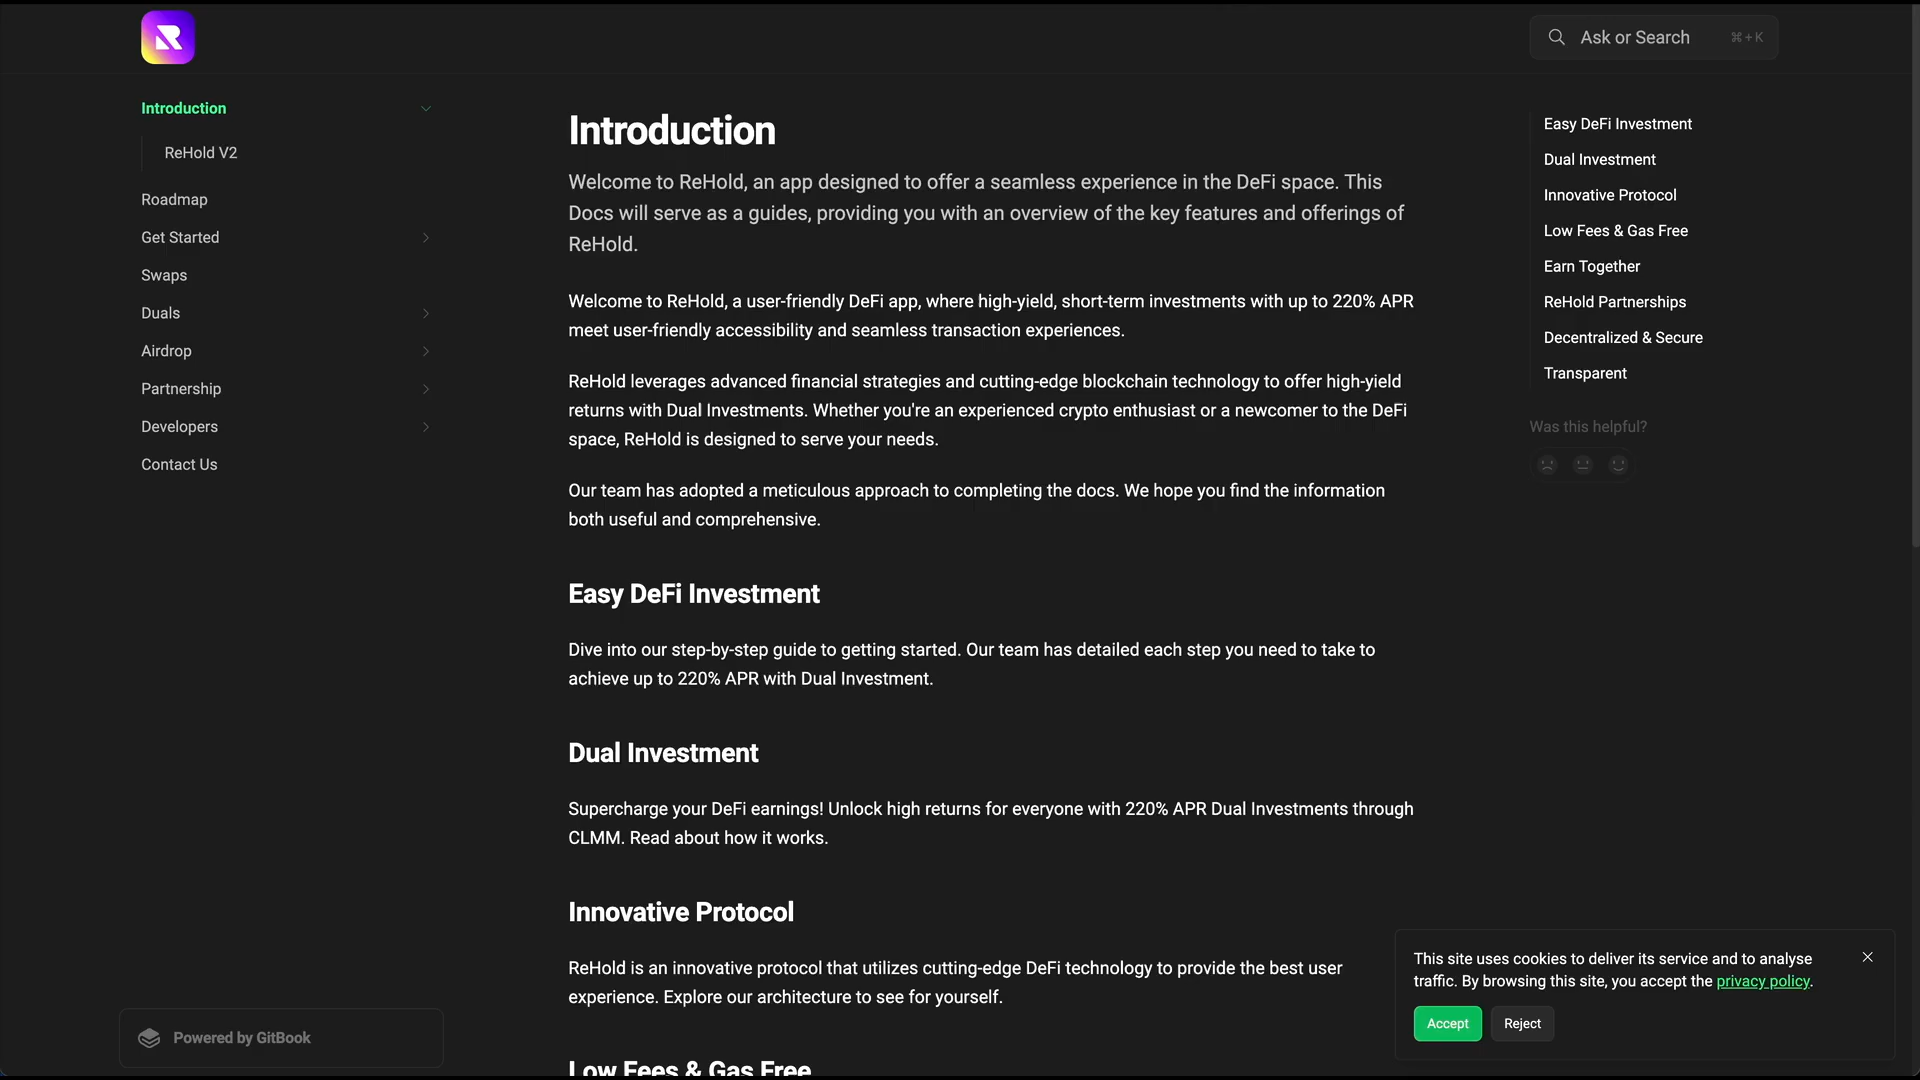 Ask or Search
⌘+K
Introduction
ReHold V2
Roadmap
Get Started
Swaps
Duals
Airdrop
Partnership
Developers
Contact Us
Powered by GitBook
Introduction
Welcome to ReHold, an app designed to offer a seamless experience in the DeFi space. This
Docs will serve as a guides, providing you with an overview of the key features and offerings of
ReHold.
Welcome to ReHold, a user-friendly DeFi app, where high-yield, short-term investments with up to 220% APR
meet user-friendly accessibility and seamless transaction experiences.
ReHold leverages advanced financial strategies and cutting-edge blockchain technology to offer high-yield
returns with Dual Investments. Whether you're an experienced crypto enthusiast or a newcomer to the DeFi
space, ReHold is designed to serve your needs.
Our team has adopted a meticulous approach to completing the docs. We hope you find the information
both useful and comprehensive.
Easy DeFi Investment
Dive into our step-by-step guide to getting started. Our team has detailed each step you need to take to
achieve up to 220% APR with Dual Investment.
Dual Investment
Supercharge your DeFi earnings! Unlock high returns for everyone with 220% APR Dual Investments through
CLMM. Read about how it works.
Innovative Protocol
ReHold is an innovative protocol that utilizes cutting-edge DeFi technology to provide the best user
experience. Explore our architecture to see for yourself.
Low Fees & Gas Free
Easy DeFi Investment
Dual Investment
Innovative Protocol
Low Fees & Gas Free
Earn Together
ReHold Partnerships
Decentralized & Secure
Transparent
Was this helpful?
This site uses cookies to deliver its service and to analyse
traffic. By browsing this site, you accept the privacy policy.
Accept
Reject